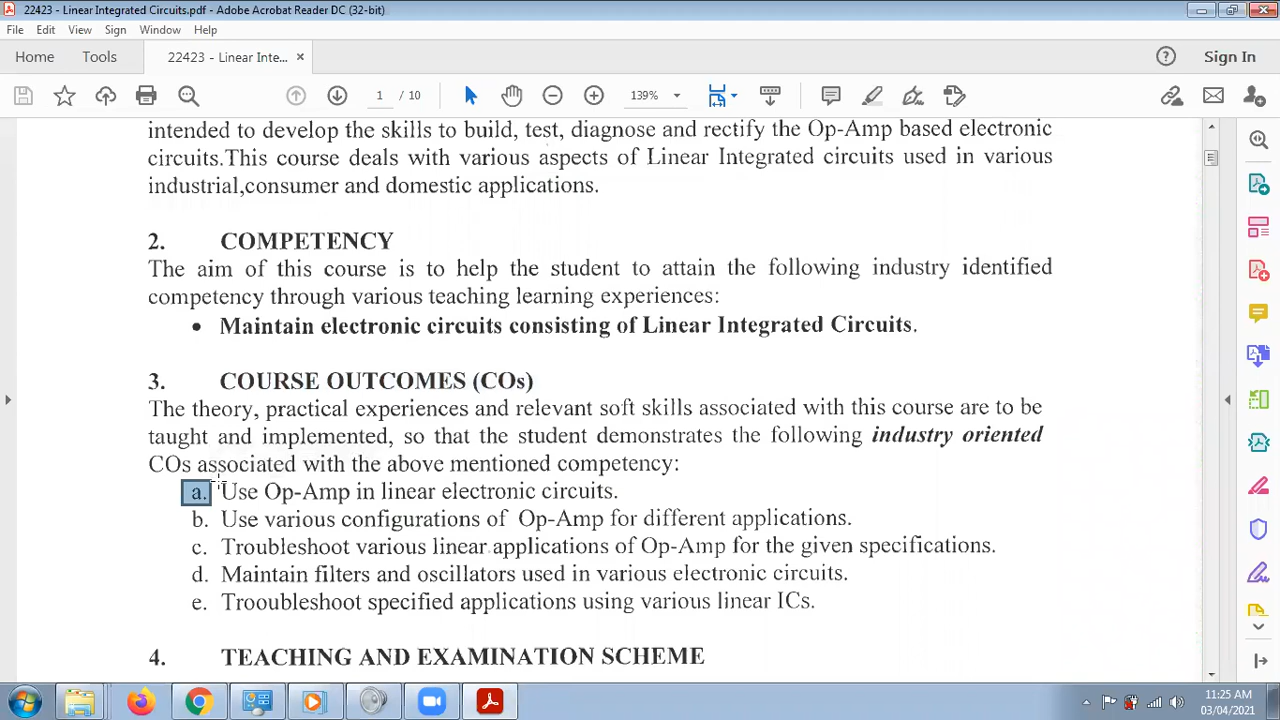 22423 - Linear Integrated Circuits.pdf - Adobe Acrobat Reader DC (32-bit)
File Edit View Sign Window Help
Home Tools 22423 - Linear Inte... × Sign In
1 / 10 139%
intended to develop the skills to build, test, diagnose and rectify the Op-Amp based electronic
circuits.This course deals with various aspects of Linear Integrated circuits used in various
industrial,consumer and domestic applications.
2. COMPETENCY
The aim of this course is to help the student to attain the following industry identified
competency through various teaching learning experiences:
• Maintain electronic circuits consisting of Linear Integrated Circuits.
3. COURSE OUTCOMES (COs)
The theory, practical experiences and relevant soft skills associated with this course are to be
taught and implemented, so that the student demonstrates the following industry oriented
COs associated with the above mentioned competency:
a. Use Op-Amp in linear electronic circuits.
b. Use various configurations of Op-Amp for different applications.
c. Troubleshoot various linear applications of Op-Amp for the given specifications.
d. Maintain filters and oscillators used in various electronic circuits.
e. Trooubleshoot specified applications using various linear ICs.
4. TEACHING AND EXAMINATION SCHEME
11:25 AM
03/04/2021